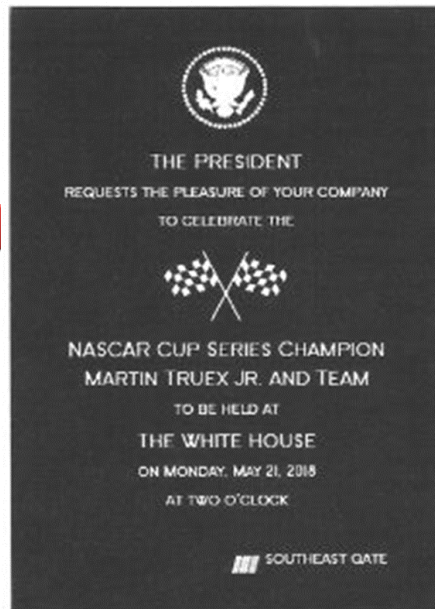 THE PRESIDENT
REQUESTS THE PLEASURE OF YOUR COMPANY
TO CELEBRATE THE
NASCAR CUP SERIES CHAMPION
MARTIN TRUEX JR. AND TEAM
TO BE HELD AT
THE WHITE HOUSE
ON MONDAY, MAY 21, 2018
AT TWO O'CLOCK
SOUTHEAST GATE